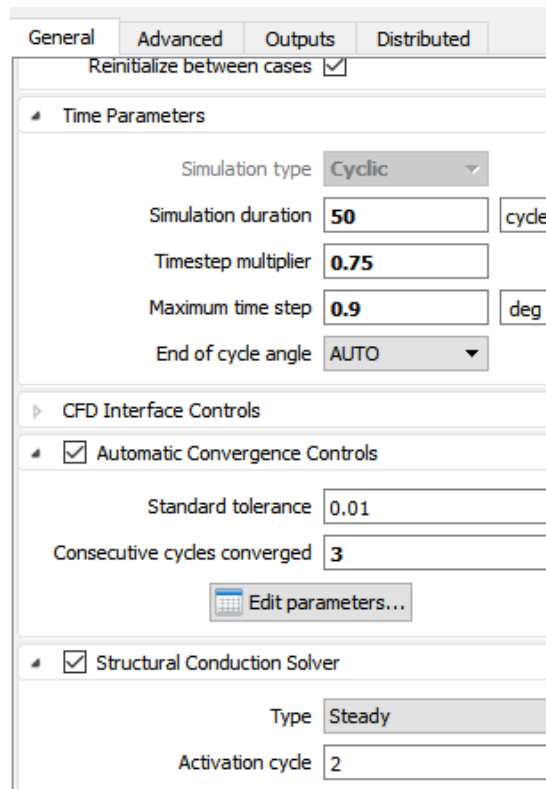 General Advanced Outputs Distributed
Reinitialize between cases
Time Parameters
Simulation type Cyclic
Simulation duration 50 cycle
Timestep multiplier 0.75
Maximum time step 0.9 deg
End of cycle angle AUTO
CFD Interface Controls
Automatic Convergence Controls
Standard tolerance 0.01
Consecutive cycles converged 3
Edit parameters...
Structural Conduction Solver
Type Steady
Activation cycle 2